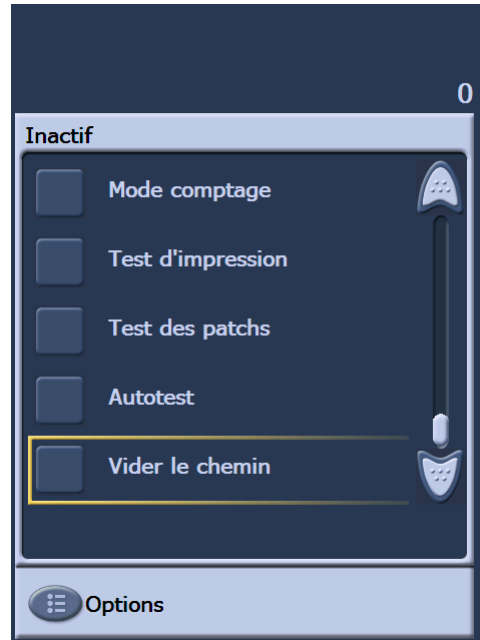 0
Inactif
Mode comptage
Test d'impression
Test des patchs
Autotest
Vider le chemin
Options